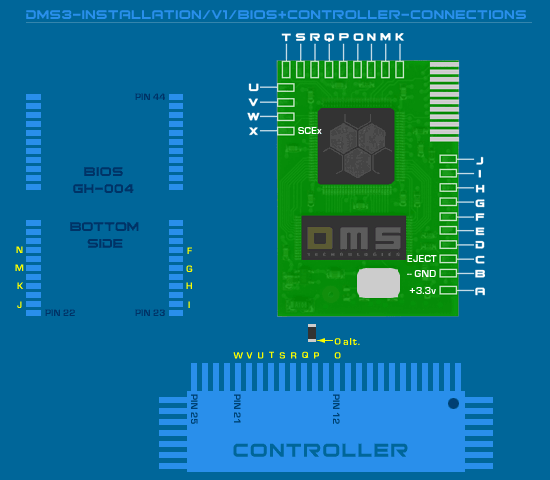 DMS3-INSTALLATION/V1/BIOS+CONTROLLER-CONNECTIONS
T S R Q P O N M K
U
V
W
X SCEx
J
I
H
G
F
E
D
EJECT C
- GND B
+3.3v A
DMS
TECHNOLOGIES
PIN 44
BIOS
GH-004
BOTTOM
SIDE
N F
M G
K H
J I
PIN 22 PIN 23
O alt.
W V U T S R Q P O
PIN 25 PIN 21 PIN 12
CONTROLLER